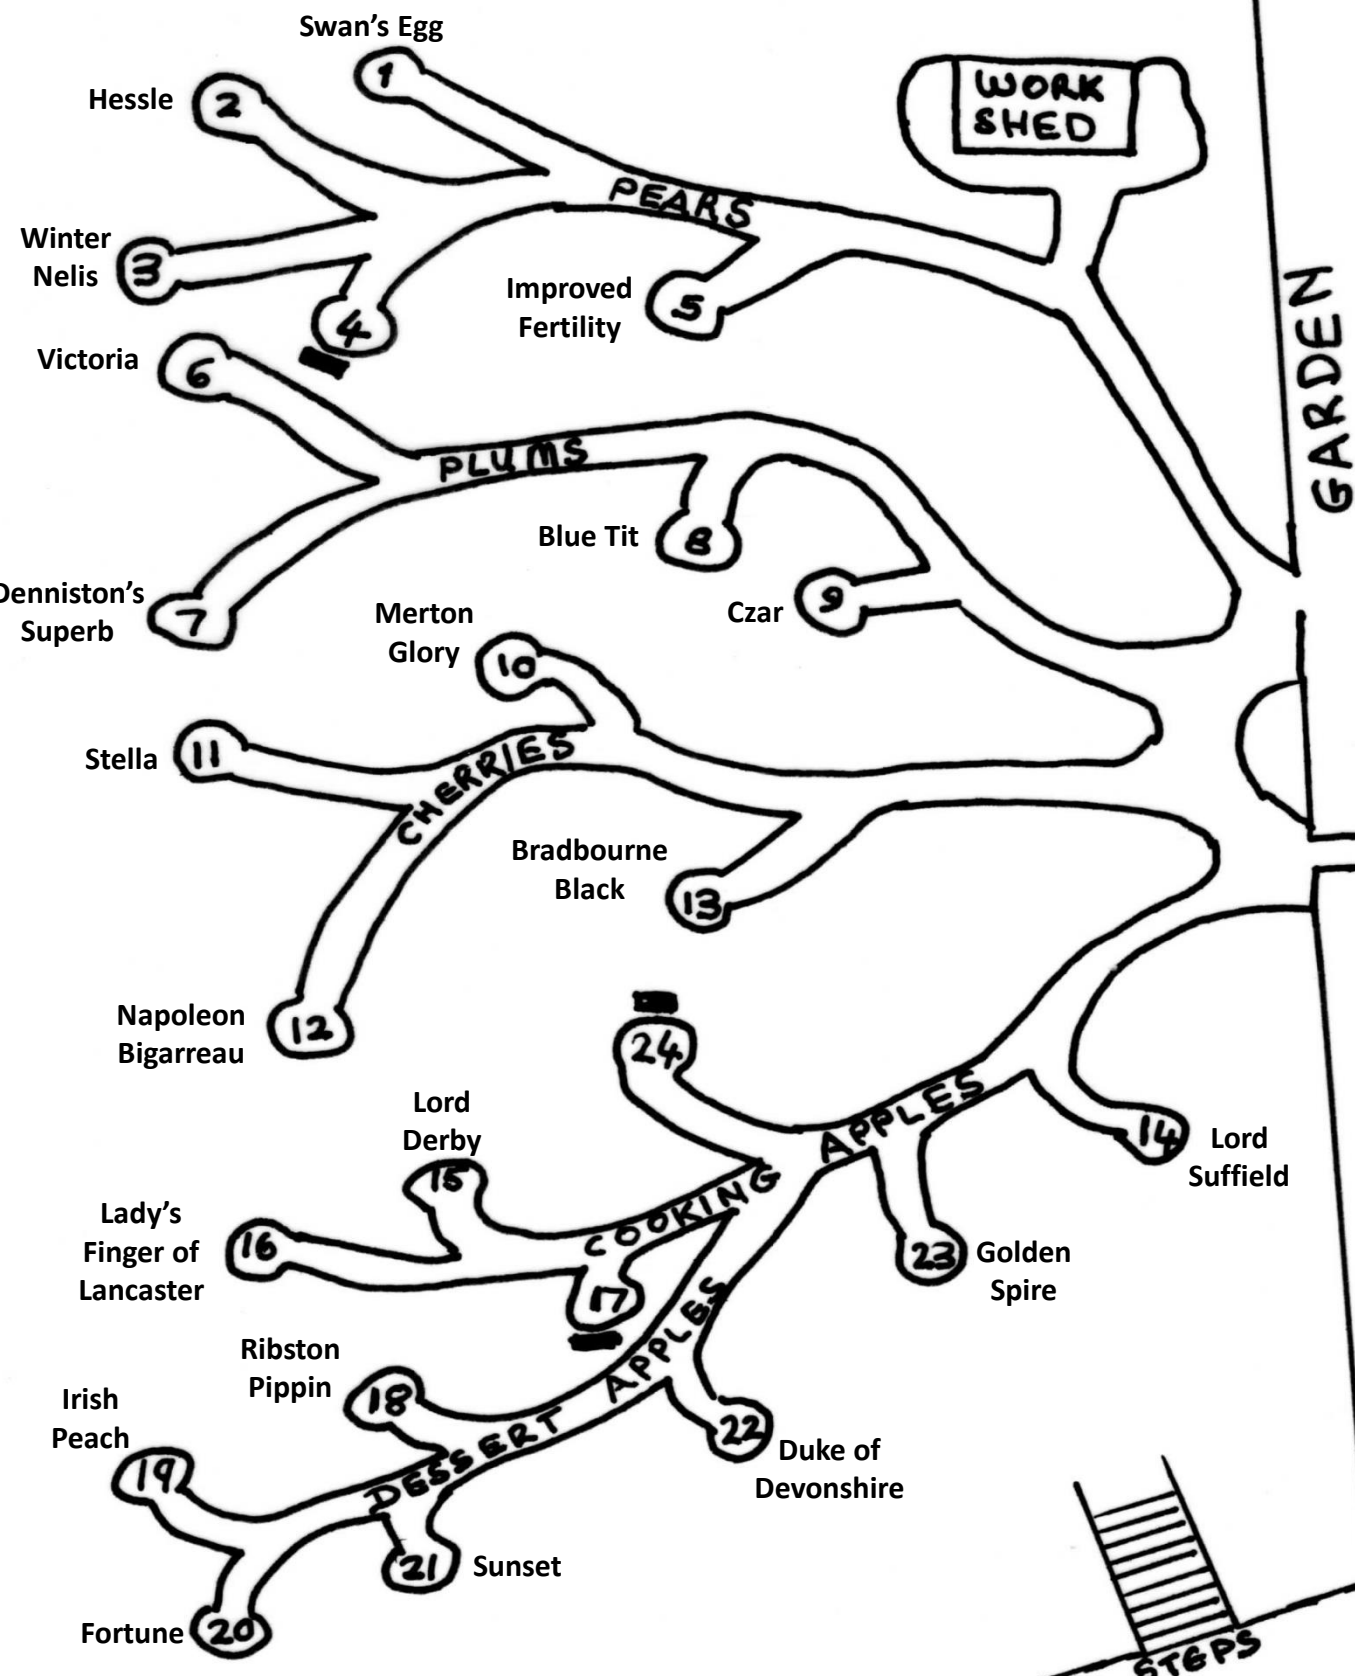 Swan's Egg
1
Hessle
2
WORK
SHED
PEARS
Winter
Nelis
3
Improved
Fertility
5
4
GARDEN
Victoria
6
PLUMS
Blue Tit
8
Denniston's
Superb
7
Czar
9
Merton
Glory
10
Stella
11
CHERRIES
Bradbourne
Black
13
Napoleon
Bigarreau
12
24
Lord
Derby
15
COOKING APPLES
14
Lord
Suffield
Lady's
Finger of
Lancaster
16
17
23
Golden
Spire
Ribston
Pippin
18
DESSERT APPLES
Irish
Peach
19
22
Duke of
Devonshire
21
Sunset
Fortune
20
STEPS